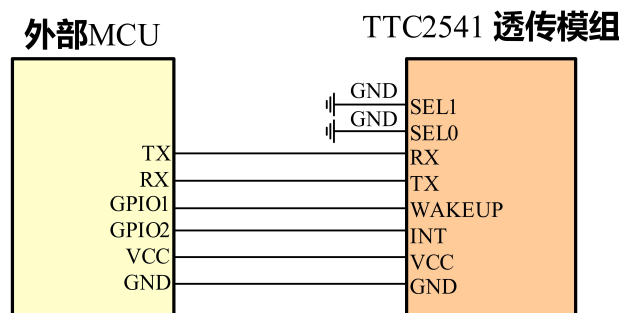 外部MCU
TTC2541 透传模组
GND
SEL1
GND
SEL0
TX
RX
RX
TX
GPIO1
WAKEUP
GPIO2
INT
VCC
VCC
GND
GND